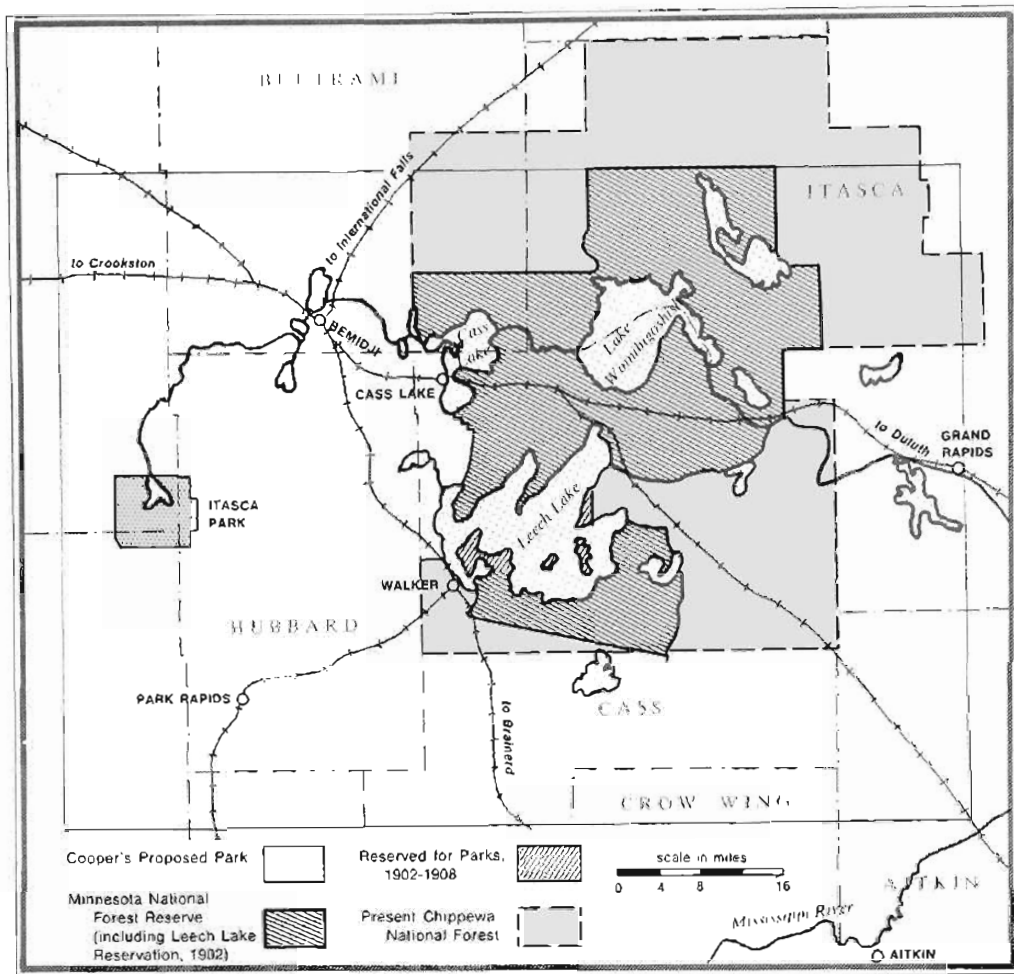 BELTRAMI
ITASCA
to International Falls
to Crookston
BEMIDJI
Cass
Lake
Lake
Winnibigoshish
CASS LAKE
to Duluth
GRAND
RAPIDS
ITASCA
PARK
Leech Lake
WALKER
HUBBARD
PARK RAPIDS
to Brainerd
CASS
CROW WING
Cooper's Proposed Park
Reserved for Parks,
1902-1908
scale in miles
0 4 8 16
AITKIN
Minnesota National
Forest Reserve
(including Leech Lake
Reservation, 1902)
Present Chippewa
National Forest
Mississippi River
AITKIN